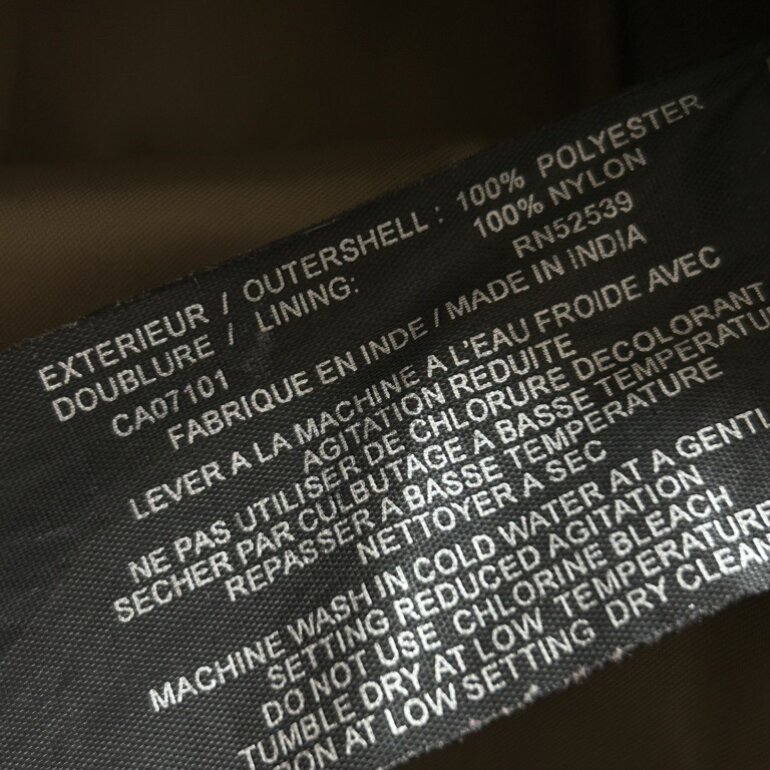 EXTERIEUR / OUTERSHELL : 100% POLYESTER
DOUBLURE / LINING: 100% NYLON
CA07101 RN52539
FABRIQUE EN INDE / MADE IN INDIA
LEVER A LA MACHINE A L'EAU FROIDE AVEC
AGITATION REDUITE
NE PAS UTILISER DE CHLORURE DECOLORANT
SECHER PAR CULBUTAGE A BASSE TEMPERATU
REPASSER A BASSE TEMPERATURE
NETTOYER A SEC
MACHINE WASH IN COLD WATER AT A GENTL
SETTING REDUCED AGITATION
DO NOT USE CHLORINE BLEACH
TUMBLE DRY AT LOW TEMPERATURE
RON AT LOW SETTING DRY CLEAN